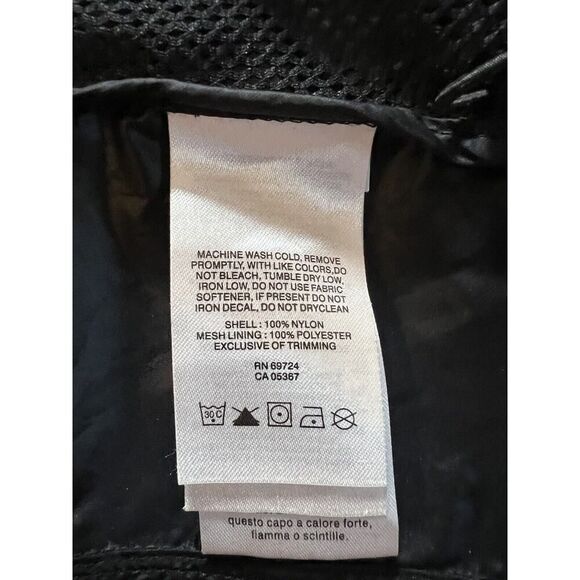 MACHINE WASH COLD, REMOVE
PROMPTLY, WITH LIKE COLORS,DO
NOT BLEACH, TUMBLE DRY LOW,
IRON LOW, DO NOT USE FABRIC
SOFTENER, IF PRESENT DO NOT
IRON DECAL, DO NOT DRYCLEAN
SHELL : 100% NYLON
MESH LINING : 100% POLYESTER
EXCLUSIVE OF TRIMMING
RN 69724
CA 05367
30 C
questo capo a calore forte,
fiamma o scintille.